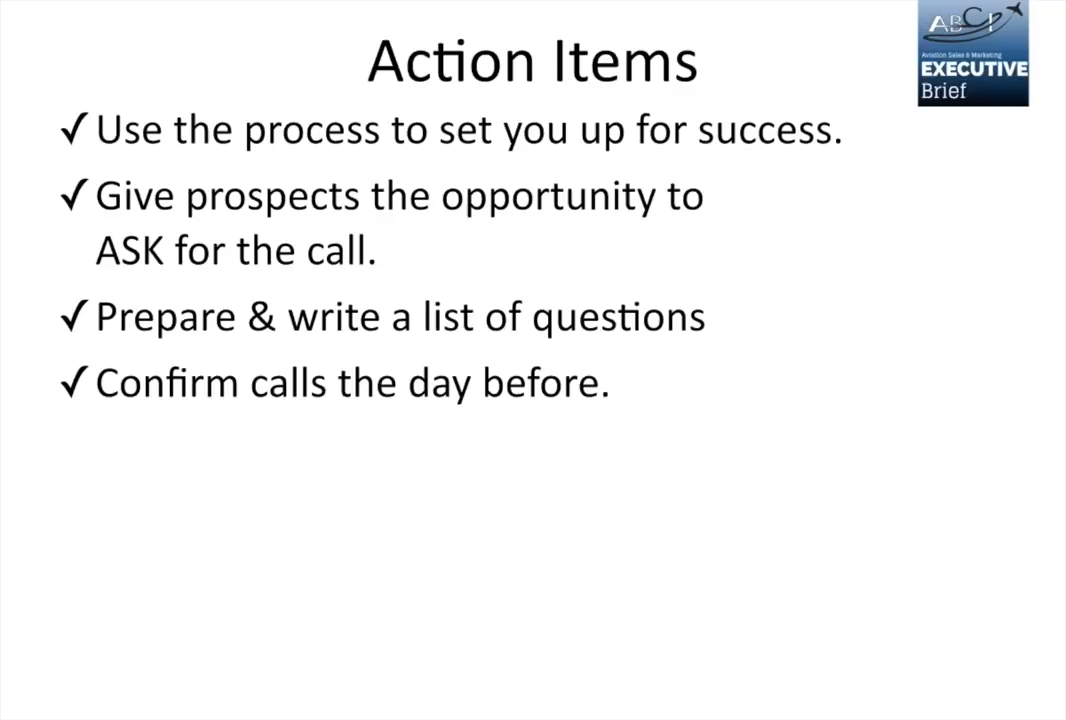 Action Items
ABCI
Aviation Sales & Marketing
EXECUTIVE
Brief
✓Use the process to set you up for success.
✓Give prospects the opportunity to
ASK for the call.
✓Prepare & write a list of questions
✓Confirm calls the day before.